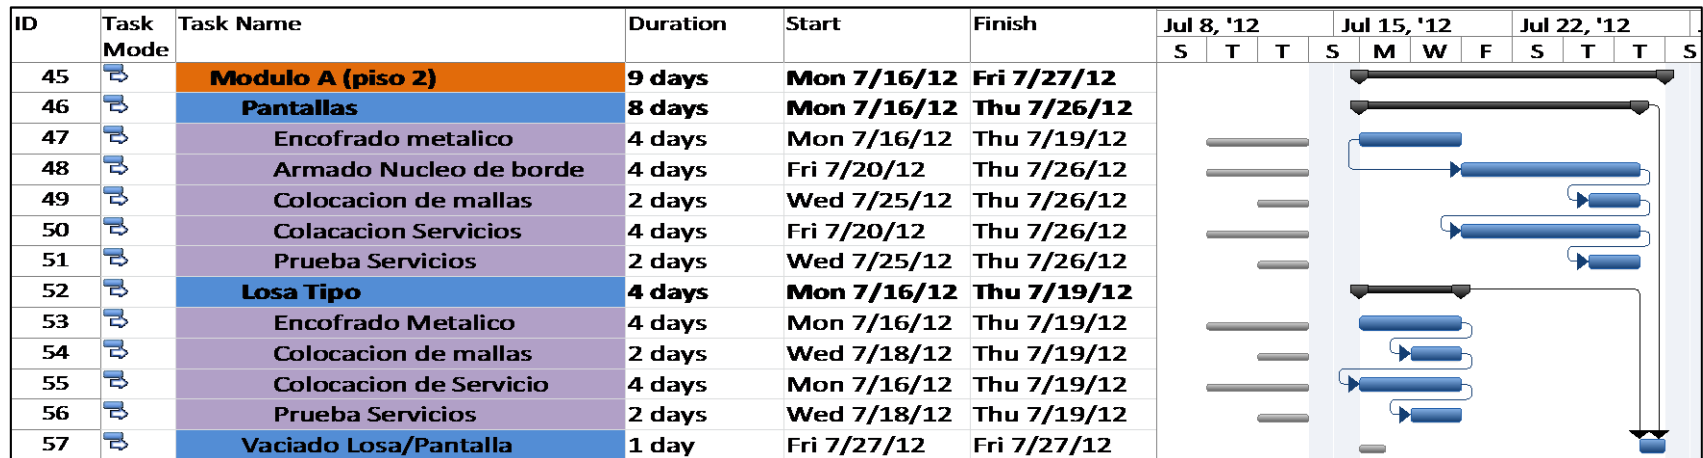 ID Task Mode Task Name Duration Start Finish Jul 8, '12 Jul 15, '12 Jul 22, '12
S T T S M W F S T T S
45 Modulo A (piso 2) 9 days Mon 7/16/12 Fri 7/27/12
46 Pantallas 8 days Mon 7/16/12 Thu 7/26/12
47 Encofrado metalico 4 days Mon 7/16/12 Thu 7/19/12
48 Armado Nucleo de borde 4 days Fri 7/20/12 Thu 7/26/12
49 Colocacion de mallas 2 days Wed 7/25/12 Thu 7/26/12
50 Colacacion Servicios 4 days Fri 7/20/12 Thu 7/26/12
51 Prueba Servicios 2 days Wed 7/25/12 Thu 7/26/12
52 Losa Tipo 4 days Mon 7/16/12 Thu 7/19/12
53 Encofrado Metalico 4 days Mon 7/16/12 Thu 7/19/12
54 Colocacion de mallas 2 days Wed 7/18/12 Thu 7/19/12
55 Colocacion de Servicio 4 days Mon 7/16/12 Thu 7/19/12
56 Prueba Servicios 2 days Wed 7/18/12 Thu 7/19/12
57 Vaciado Losa/Pantalla 1 day Fri 7/27/12 Fri 7/27/12